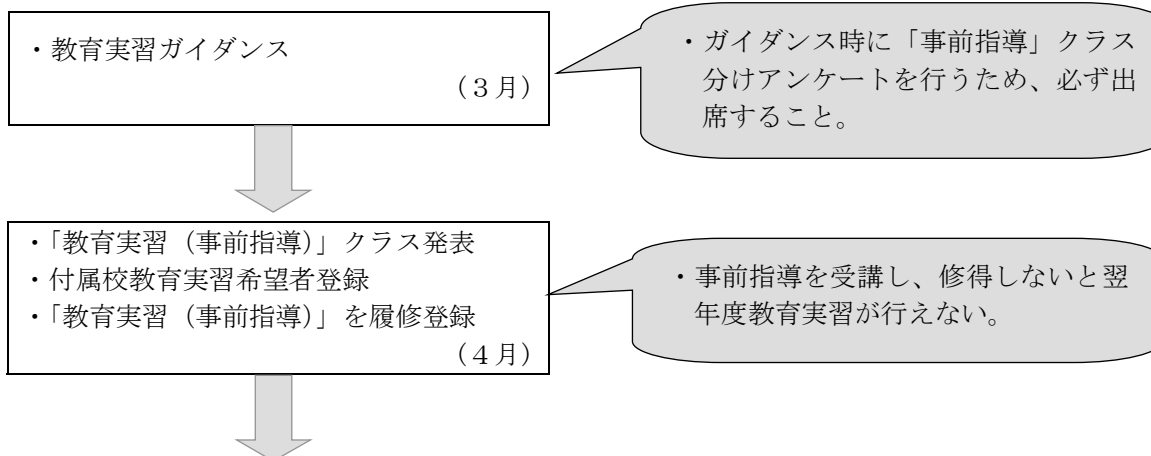 ・教育実習ガイダンス
(３月)
・ガイダンス時に「事前指導」クラス
分けアンケートを行うため、必ず出
席すること。
・「教育実習（事前指導）」クラス発表
・付属校教育実習希望者登録
・「教育実習（事前指導）」を履修登録
(４月)
・事前指導を受講し、修得しないと翌
年度教育実習が行えない。